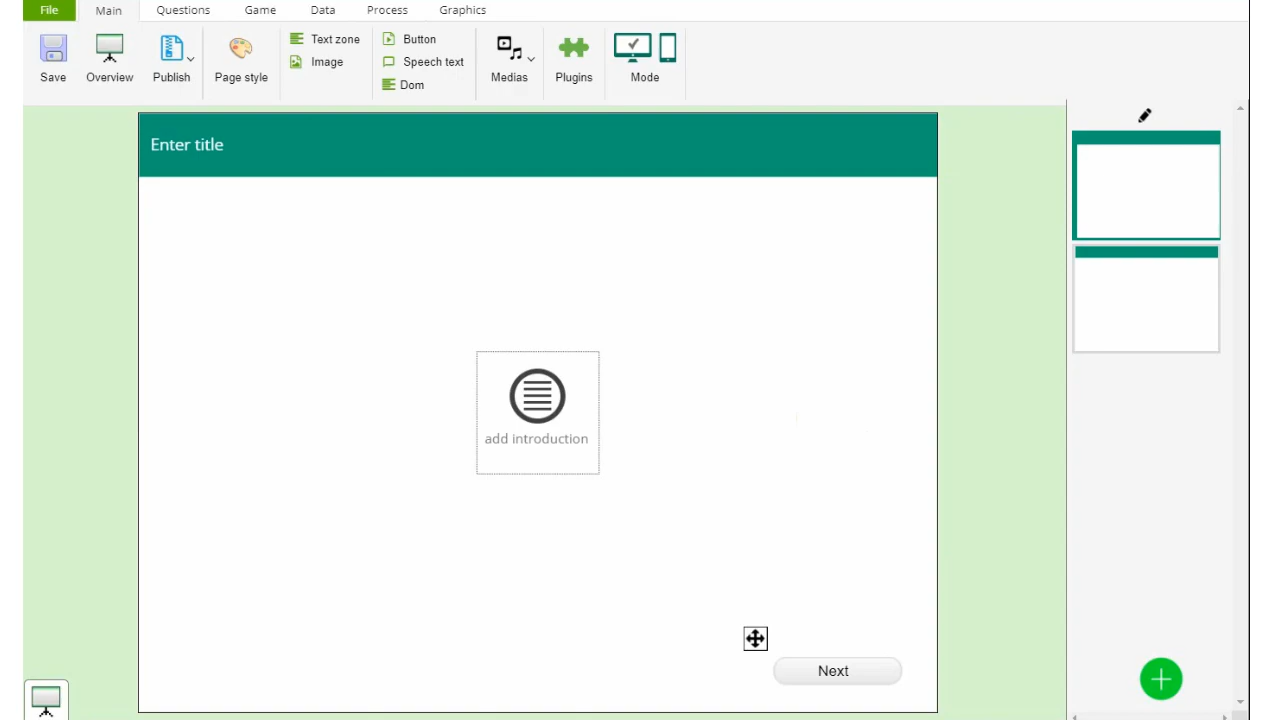 File Main Questions Game Data Process Graphics
Text zone Button
Image Speech text
Save Overview Publish Page style Dom Medias Plugins Mode
Enter title
add introduction
Next